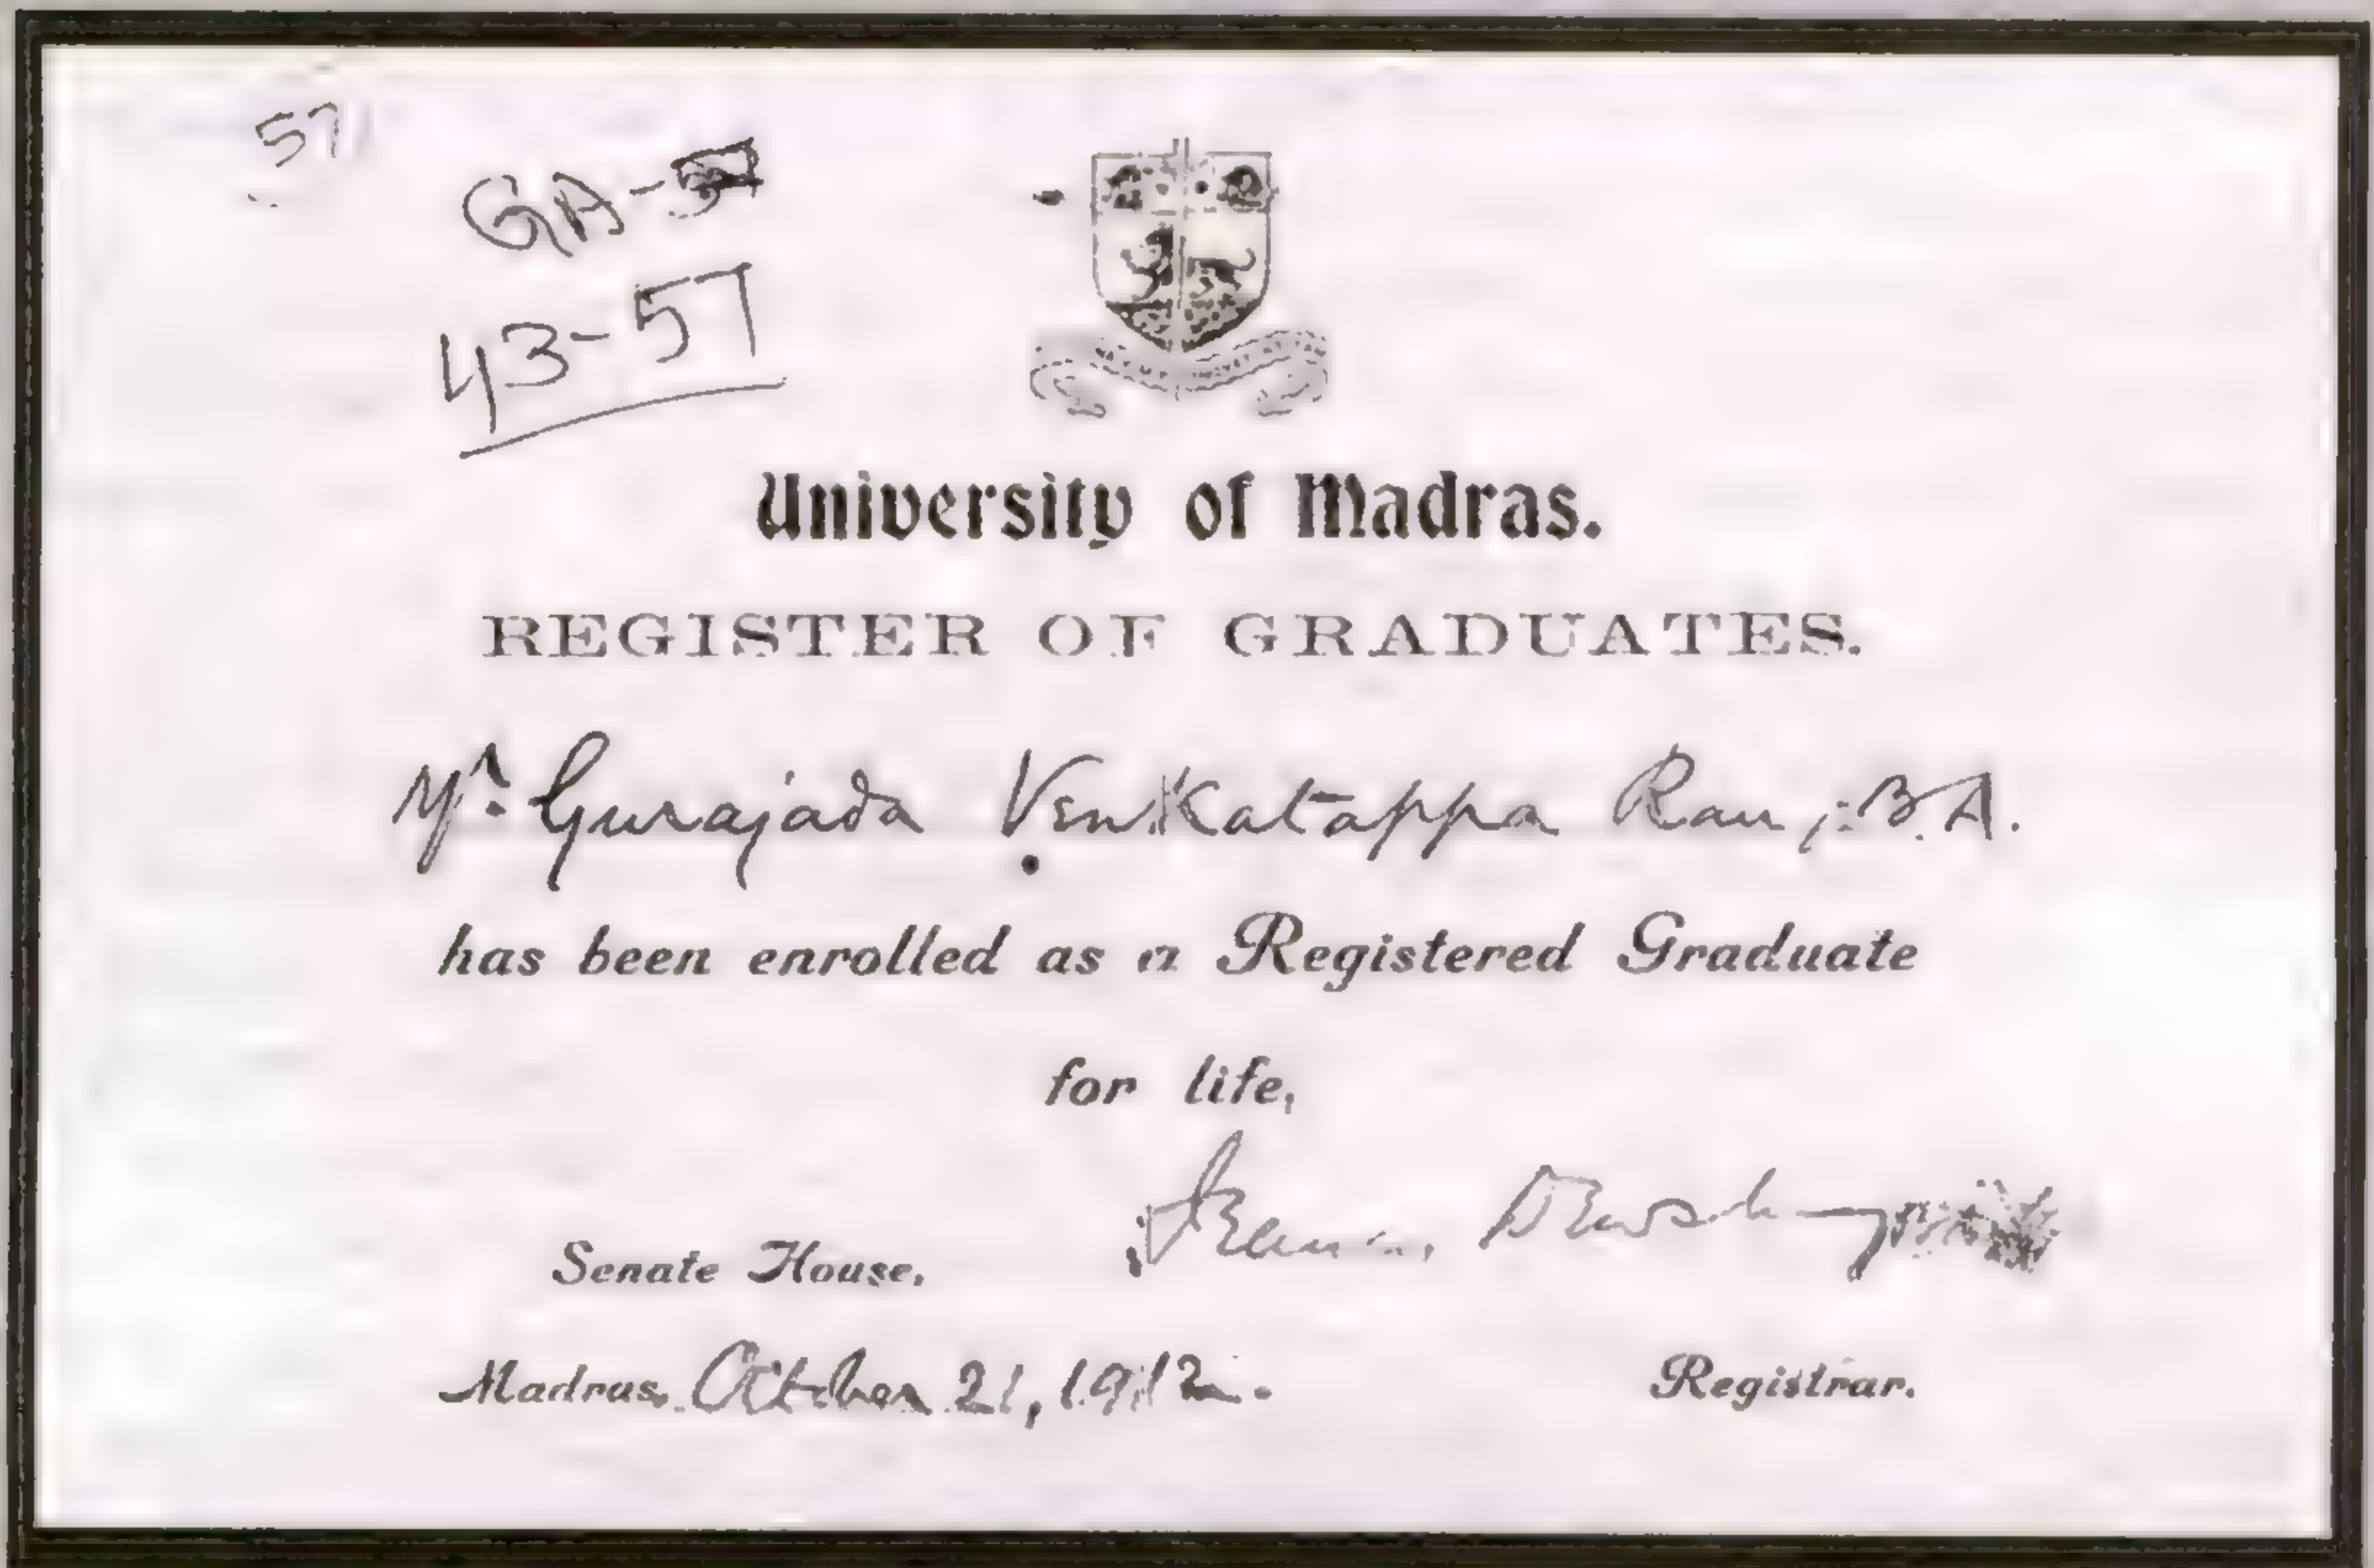 57
GA-57
43-57
University of Madras.
REGISTER OF GRADUATES.
Mr. Gurajada Venkatappa Rau, B.A.
has been enrolled as a Registered Graduate
for life,
Senate House,
Madras, October 21, 1912.
Registrar.